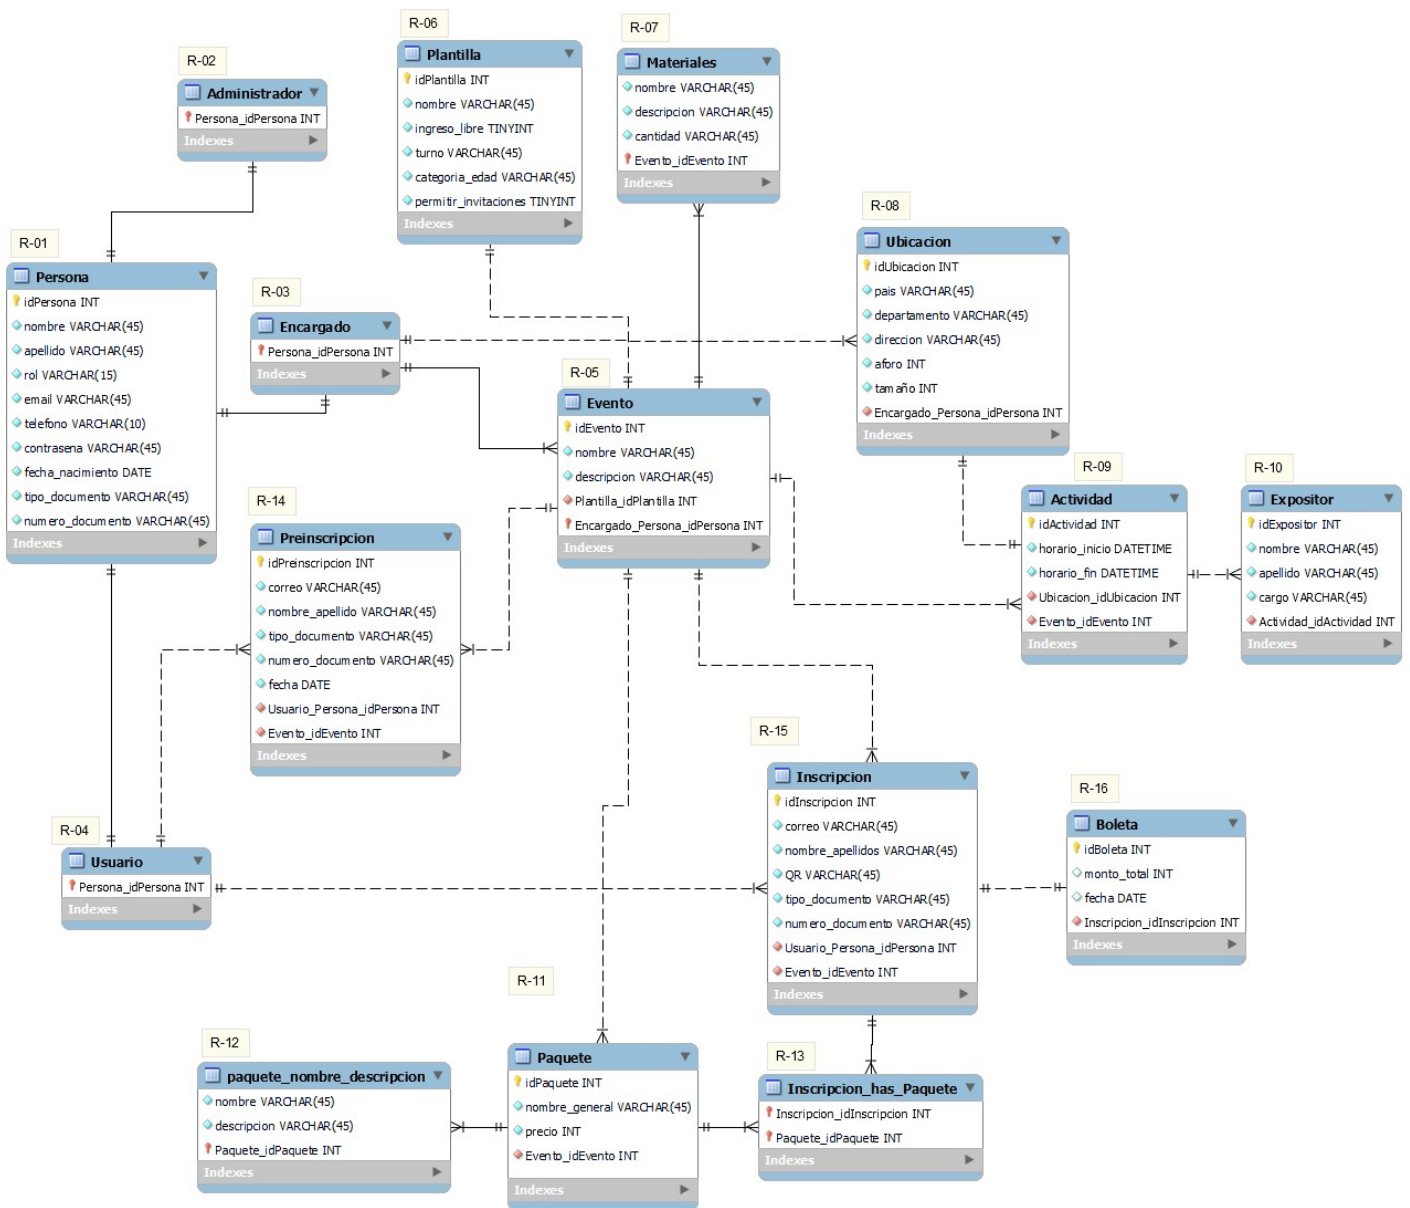 R-06
Plantilla
idPlantilla INT
nombre VARCHAR(45)
ingreso_libre TINYINT
turno VARCHAR(45)
categoria_edad VARCHAR(45)
permitir_invitaciones TINYINT
Indexes
R-07
Materiales
nombre VARCHAR(45)
descripcion VARCHAR(45)
cantidad VARCHAR(45)
Evento_idEvento INT
Indexes
R-02
Administrador
Persona_idPersona INT
Indexes
R-08
Ubicacion
idUbicacion INT
pais VARCHAR(45)
departamento VARCHAR(45)
direccion VARCHAR(45)
aforo INT
tamaño INT
Encargado_Persona_idPersona INT
Indexes
R-01
Persona
idPersona INT
nombre VARCHAR(45)
apellido VARCHAR(45)
rol VARCHAR(15)
email VARCHAR(45)
telefono VARCHAR(10)
contrasena VARCHAR(45)
fecha_nacimiento DATE
tipo_documento VARCHAR(45)
numero_documento VARCHAR(45)
Indexes
R-03
Encargado
Persona_idPersona INT
Indexes
R-05
Evento
idEvento INT
nombre VARCHAR(45)
descripcion VARCHAR(45)
Plantilla_idPlantilla INT
Encargado_Persona_idPersona INT
Indexes
R-09
Actividad
idActividad INT
horario_inicio DATETIME
horario_fin DATETIME
Ubicacion_idUbicacion INT
Evento_idEvento INT
Indexes
R-10
Expositor
idExpositor INT
nombre VARCHAR(45)
apellido VARCHAR(45)
cargo VARCHAR(45)
Actividad_idActividad INT
Indexes
R-14
Preinscripcion
idPreinscripcion INT
correo VARCHAR(45)
nombre_apellido VARCHAR(45)
tipo_documento VARCHAR(45)
numero_documento VARCHAR(45)
fecha DATE
Usuario_Persona_idPersona INT
Evento_idEvento INT
Indexes
R-15
Inscripcion
idInscripcion INT
correo VARCHAR(45)
nombre_apellidos VARCHAR(45)
QR VARCHAR(45)
tipo_documento VARCHAR(45)
numero_documento VARCHAR(45)
Usuario_Persona_idPersona INT
Evento_idEvento INT
Indexes
R-16
Boleta
idBoleta INT
monto_total INT
fecha DATE
Inscripcion_idInscripcion INT
Indexes
R-04
Usuario
Persona_idPersona INT
Indexes
R-11
Paquete
idPaquete INT
nombre_general VARCHAR(45)
precio INT
Evento_idEvento INT
Indexes
R-12
paquete_nombre_descripcion
nombre VARCHAR(45)
descripcion VARCHAR(45)
Paquete_idPaquete INT
Indexes
R-13
Inscripcion_has_Paquete
Inscripcion_idInscripcion INT
Paquete_idPaquete INT
Indexes